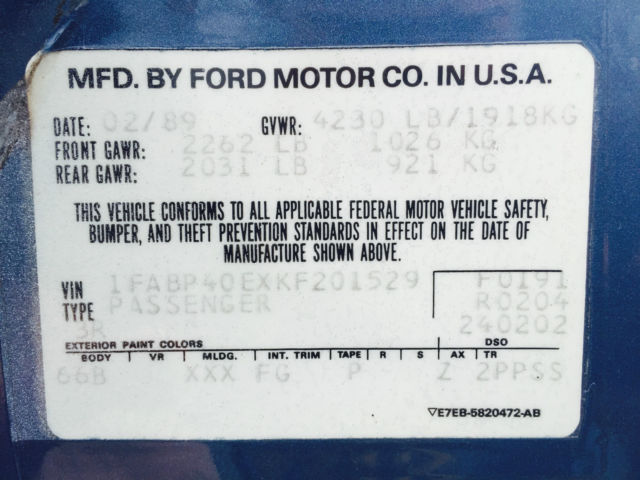 MFD. BY FORD MOTOR CO. IN U.S.A.
DATE: 02/89 GVWR: 4230 LB/1918KG
FRONT GAWR: 2262 LB 1026 KG
REAR GAWR: 2031 LB 921 KG
THIS VEHICLE CONFORMS TO ALL APPLICABLE FEDERAL MOTOR VEHICLE SAFETY,
BUMPER, AND THEFT PREVENTION STANDARDS IN EFFECT ON THE DATE OF
MANUFACTURE SHOWN ABOVE.
VIN 1FABP40EXKF201529 F0191
TYPE PASSENGER R0204
3R 240202
EXTERIOR PAINT COLORS DSO
BODY VR MLDG. INT. TRIM TAPE R S AX TR
66B XXX FG P Z 2PPSS
▽E7EB-5820472-AB